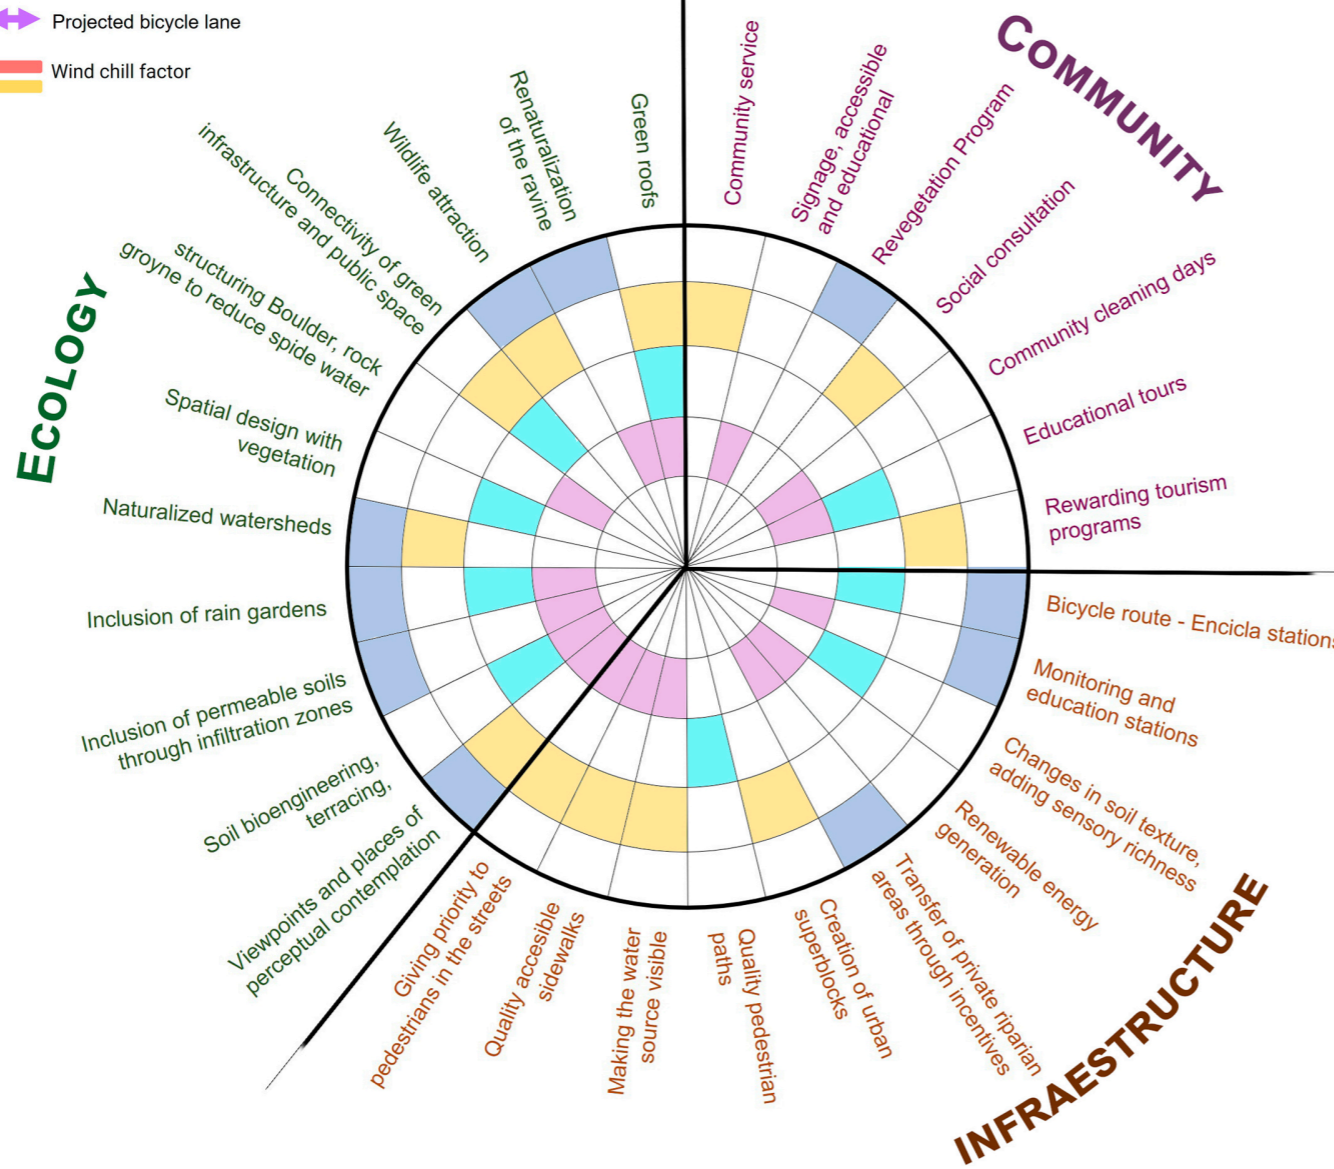 Projected bicycle lane
Wind chill factor
COMMUNITY
Community service
Signage, accessible
and educational
Revegetation Program
Social consultation
Community cleaning days
Educational tours
Rewarding tourism
programs
Bicycle route - Encicla stations
Monitoring and
education stations
Changes in soil texture,
adding sensory richness
Renewable energy
generation
Transfer of private riparian
areas through incentives
Creation of urban
superblocks
Quality pedestrian
paths
Making the water
source visible
Quality accesible
sidewalks
Giving priority to
pedestrians in the streets
INFRAESTRUCTURE
Viewpoints and places of
perceptual contemplation
Soil bioengineering,
terracing,
Inclusion of permeable soils
through infiltration zones
Inclusion of rain gardens
Naturalized watersheds
Spatial design with
vegetation
structuring Boulder, rock
groyne to reduce spide water
Connectivity of green
infrastructure and public space
Wildlife attraction
Renaturalization
of the ravine
Green roofs
ECOLOGY